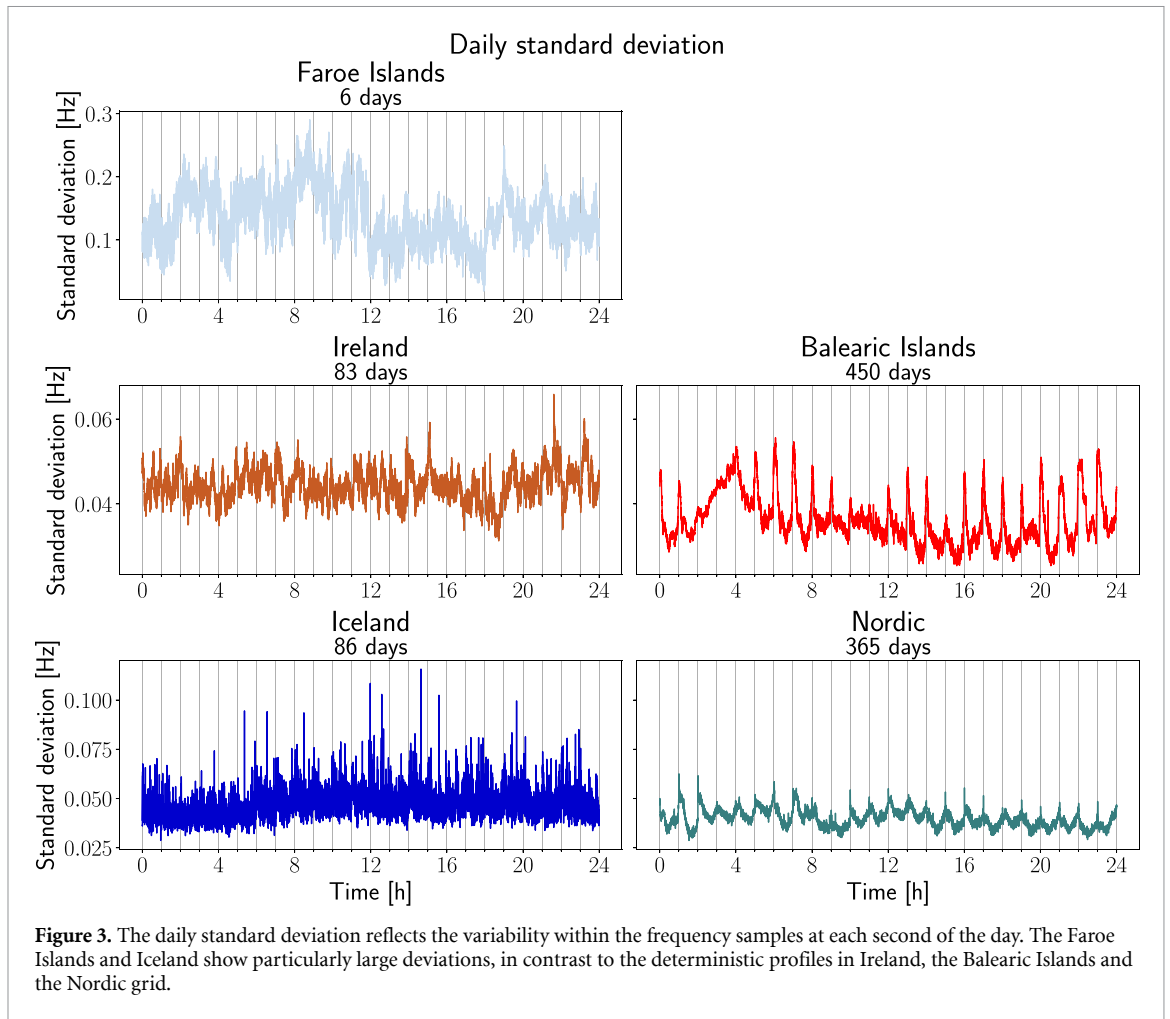 Daily standard deviation
Faroe Islands
6 days
Standard deviation [Hz]
0.3
0.2
0.1
0 4 8 12 16 20 24
Ireland
83 days
Standard deviation [Hz]
0.06
0.04
0 4 8 12 16 20 24
Balearic Islands
450 days
0 4 8 12 16 20 24
Iceland
86 days
Standard deviation [Hz]
0.100
0.075
0.050
0.025
0 4 8 12 16 20 24
Time [h]
Nordic
365 days
0 4 8 12 16 20 24
Time [h]
Figure 3. The daily standard deviation reflects the variability within the frequency samples at each second of the day. The Faroe
Islands and Iceland show particularly large deviations, in contrast to the deterministic profiles in Ireland, the Balearic Islands and
the Nordic grid.